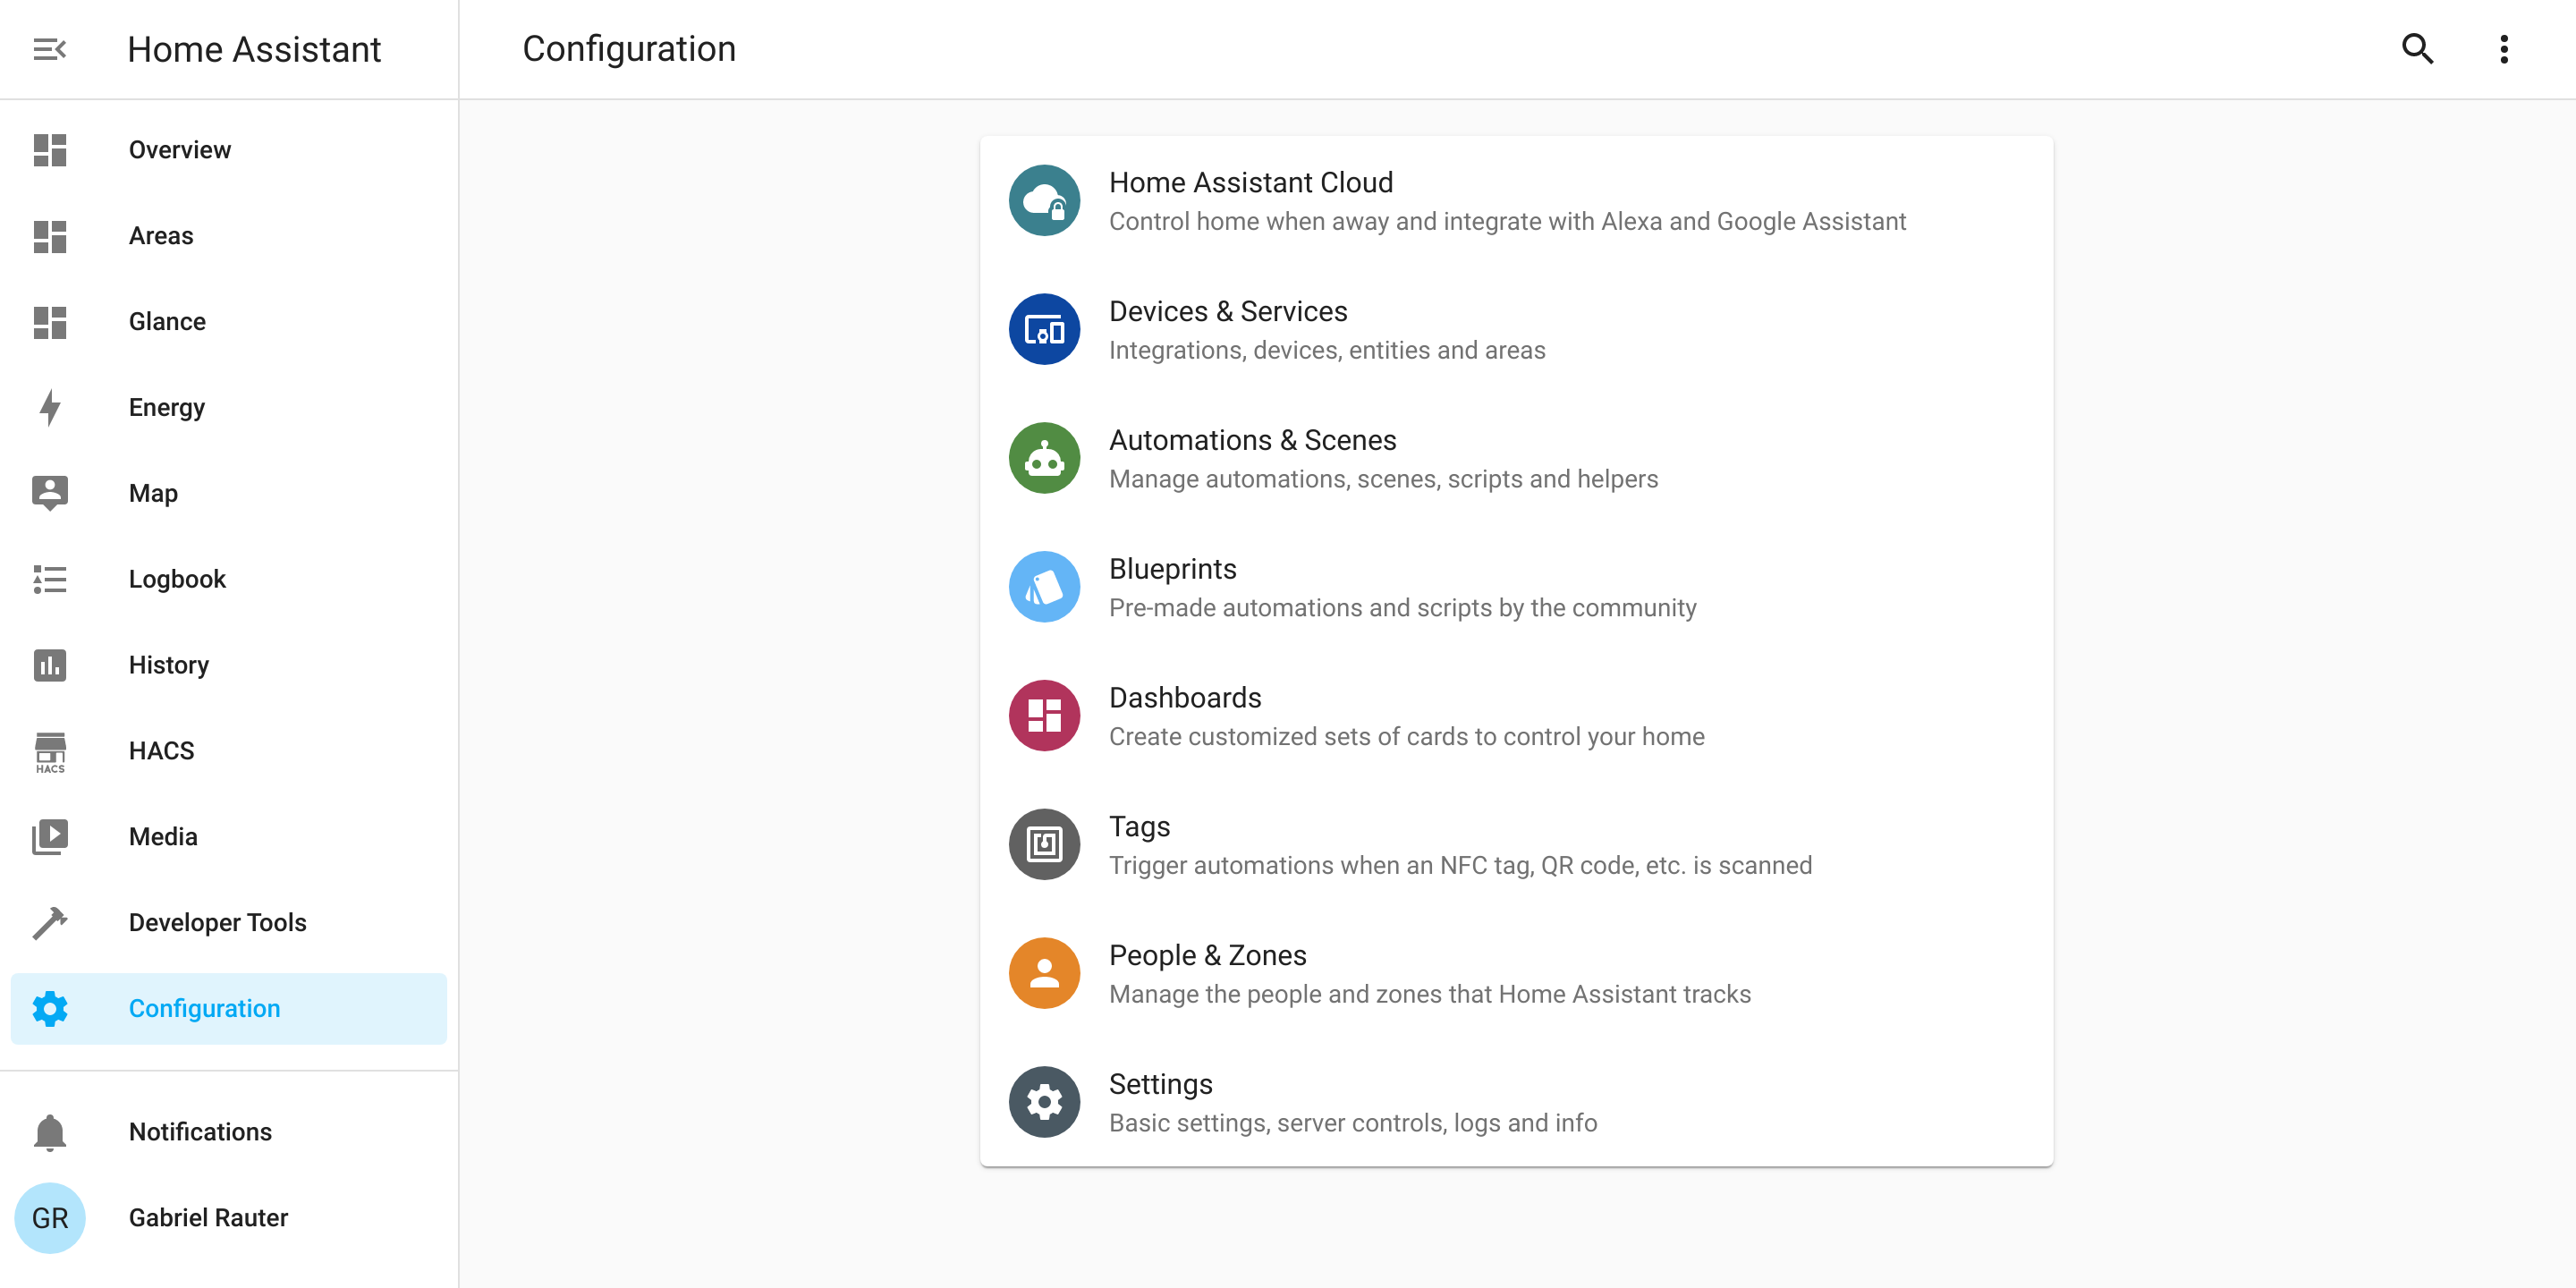 Home Assistant
Configuration
Overview
Areas
Glance
Energy
Map
Logbook
History
HACS
HACS
Media
Developer Tools
Configuration
Notifications
GR
Gabriel Rauter
Home Assistant Cloud
Control home when away and integrate with Alexa and Google Assistant
Devices & Services
Integrations, devices, entities and areas
Automations & Scenes
Manage automations, scenes, scripts and helpers
Blueprints
Pre-made automations and scripts by the community
Dashboards
Create customized sets of cards to control your home
Tags
Trigger automations when an NFC tag, QR code, etc. is scanned
People & Zones
Manage the people and zones that Home Assistant tracks
Settings
Basic settings, server controls, logs and info